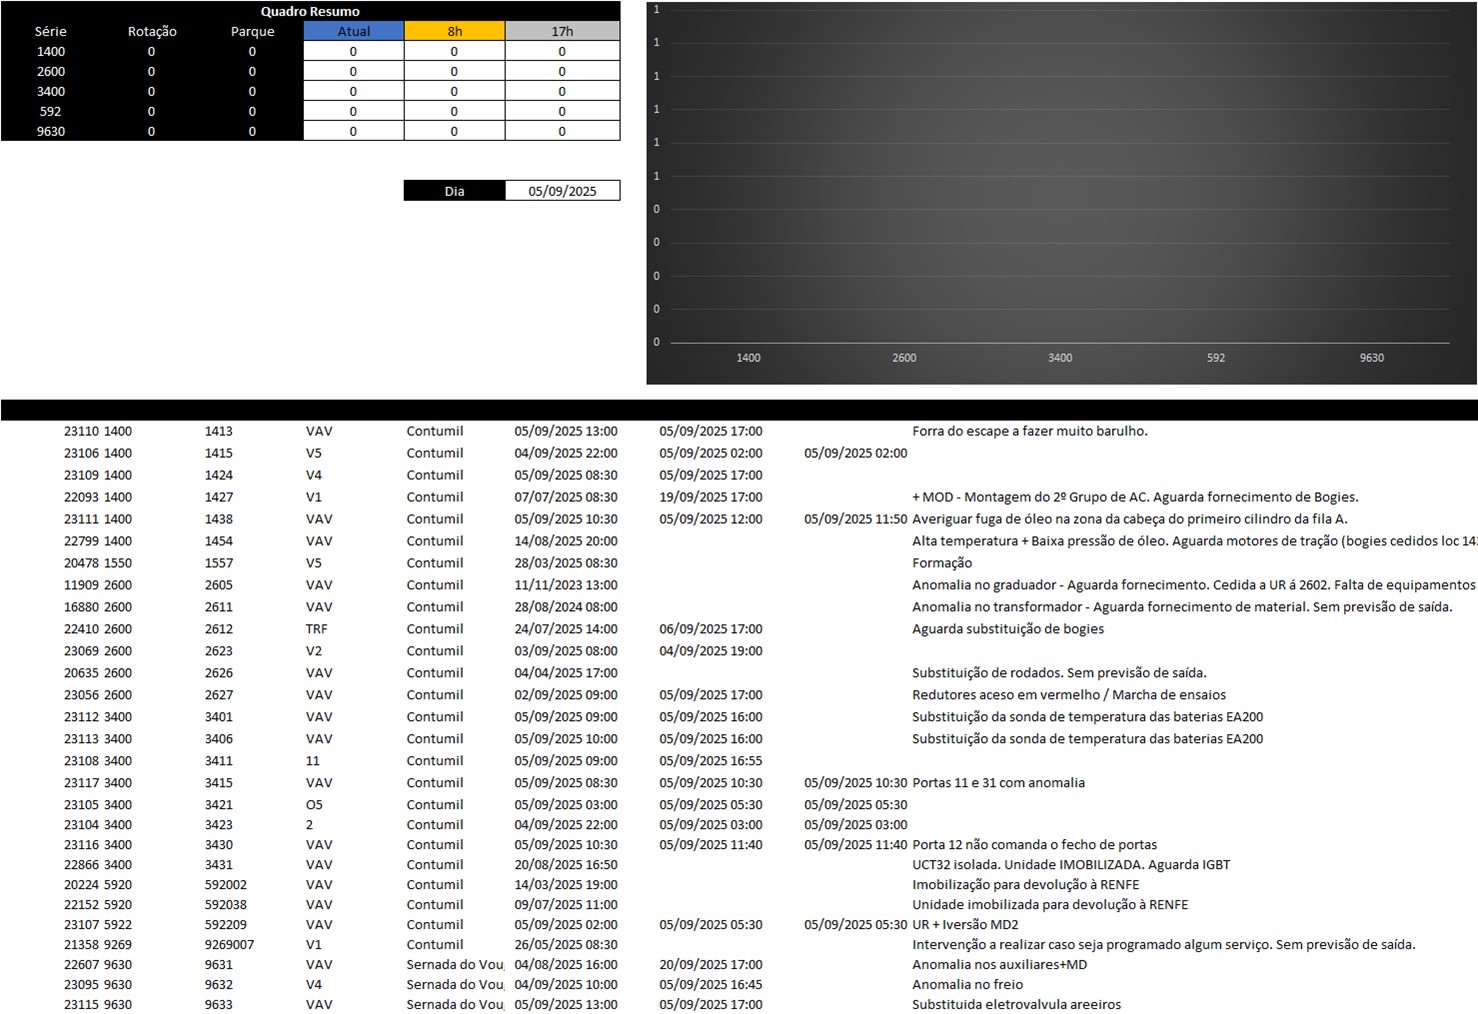 Quadro Resumo
Série Rotação Parque Atual 8h 17h
1400 0 0 0 0 0
2600 0 0 0 0 0
3400 0 0 0 0 0
592 0 0 0 0 0
9630 0 0 0 0 0
Dia 05/09/2025
1
1
1
1
1
1
0
0
0
0
0
1400 2600 3400 592 9630
23110 1400 1413 VAV Contumil 05/09/2025 13:00 05/09/2025 17:00 Forra do escape a fazer muito barulho.
23106 1400 1415 V5 Contumil 04/09/2025 22:00 05/09/2025 02:00 05/09/2025 02:00
23109 1400 1424 V4 Contumil 05/09/2025 08:30 05/09/2025 17:00
22093 1400 1427 V1 Contumil 07/07/2025 08:30 19/09/2025 17:00 + MOD - Montagem do 2º Grupo de AC. Aguarda fornecimento de Bogies.
23111 1400 1438 VAV Contumil 05/09/2025 10:30 05/09/2025 12:00 05/09/2025 11:50 Averiguar fuga de óleo na zona da cabeça do primeiro cilindro da fila A.
22799 1400 1454 VAV Contumil 14/08/2025 20:00 Alta temperatura + Baixa pressão de óleo. Aguarda motores de tração (bogies cedidos loc
20478 1550 1557 V5 Contumil 28/03/2025 08:30 Formação
11909 2600 2605 VAV Contumil 11/11/2023 13:00 Anomalia no graduador - Aguarda fornecimento. Cedida a UR á 2602. Falta de equipamentos
16880 2600 2611 VAV Contumil 28/08/2024 08:00 Anomalia no transformador - Aguarda fornecimento de material. Sem previsão de saída.
22410 2600 2612 TRF Contumil 24/07/2025 14:00 06/09/2025 17:00 Aguarda substituição de bogies
23069 2600 2623 V2 Contumil 03/09/2025 08:00 04/09/2025 19:00
20635 2600 2626 VAV Contumil 04/04/2025 17:00 Substituição de rodados. Sem previsão de saída.
23056 2600 2627 VAV Contumil 02/09/2025 09:00 05/09/2025 17:00 Redutores aceso em vermelho / Marcha de ensaios
23112 3400 3401 VAV Contumil 05/09/2025 09:00 05/09/2025 16:00 Substituição da sonda de temperatura das baterias EA200
23113 3400 3406 VAV Contumil 05/09/2025 10:00 05/09/2025 16:00 Substituição da sonda de temperatura das baterias EA200
23108 3400 3411 11 Contumil 05/09/2025 09:00 05/09/2025 16:55
23117 3400 3415 VAV Contumil 05/09/2025 08:30 05/09/2025 10:30 05/09/2025 10:30 Portas 11 e 31 com anomalia
23105 3400 3421 O5 Contumil 05/09/2025 03:00 05/09/2025 05:30 05/09/2025 05:30
23104 3400 3423 2 Contumil 04/09/2025 22:00 05/09/2025 03:00 05/09/2025 03:00
23116 3400 3430 VAV Contumil 05/09/2025 10:30 05/09/2025 11:40 05/09/2025 11:40 Porta 12 não comanda o fecho de portas
22866 3400 3431 VAV Contumil 20/08/2025 16:50 UCT32 isolada. Unidade IMOBILIZADA. Aguarda IGBT
20224 5920 592002 VAV Contumil 14/03/2025 19:00 Imobilização para devolução à RENFE
22152 5920 592038 VAV Contumil 09/07/2025 11:00 Unidade imobilizada para devolução à RENFE
23107 5922 592209 VAV Contumil 05/09/2025 02:00 05/09/2025 05:30 05/09/2025 05:30 UR + Iversão MD2
21358 9269 9269007 V1 Contumil 26/05/2025 08:30 Intervenção a realizar caso seja programado algum serviço. Sem previsão de saída.
22607 9630 9631 VAV Sernada do Vou 04/08/2025 16:00 20/09/2025 17:00 Anomalia nos auxiliares+MD
23095 9630 9632 V4 Sernada do Vou 04/09/2025 10:00 05/09/2025 16:45 Anomalia no freio
23115 9630 9633 VAV Sernada do Vou 05/09/2025 13:00 05/09/2025 17:00 Substituida eletrovalvula areeiros